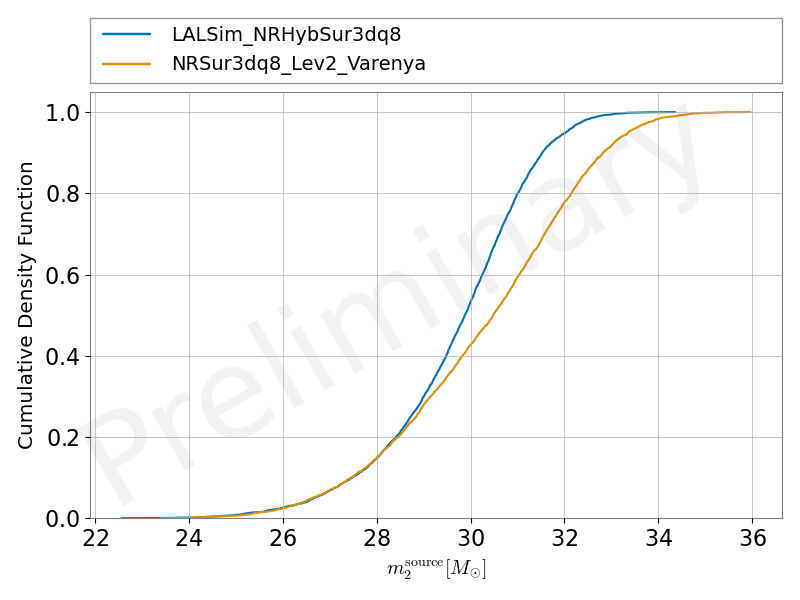 LALSim_NRHybSur3dq8
NRSur3dq8_Lev2_Varenya
Preliminary
1.0
0.8
0.6
0.4
0.2
0.0
Cumulative Density Function
22 24 26 28 30 32 34 36
m₂^source [M_⊙]